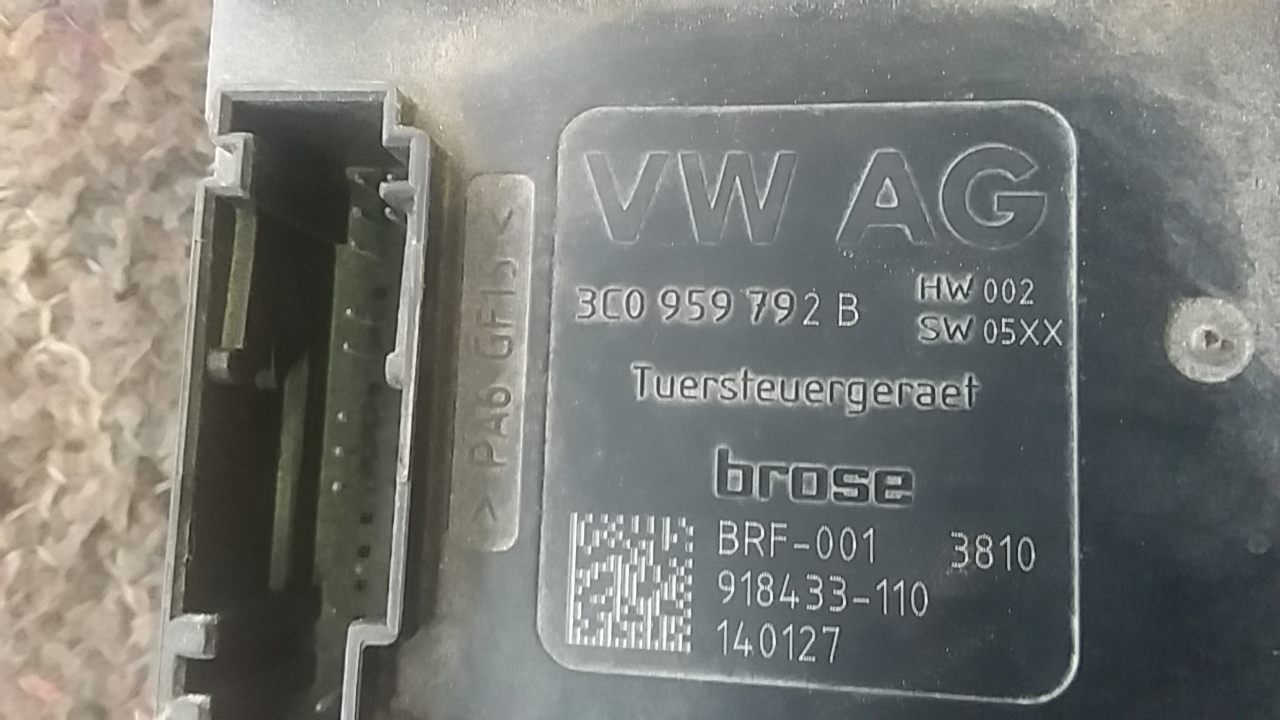 > PA6 GF15 <
VW AG
3C0 959 792 B
HW 002
SW 05XX
Tuersteuergeraet
brose
BRF-001 3810
918433-110
140127